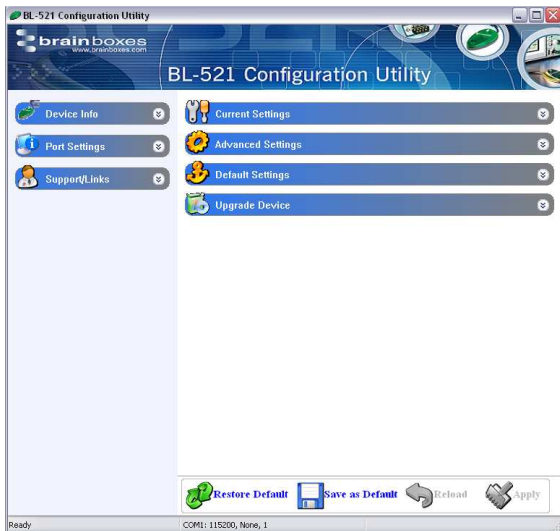 BL-521 Configuration Utility
brainboxes
www.brainboxes.com
BL-521 Configuration Utility
Device Info
Port Settings
Support/Links
Current Settings
Advanced Settings
Default Settings
Upgrade Device
Restore Default
Save as Default
Reload
Apply
Ready
COM1: 115200, None, 1